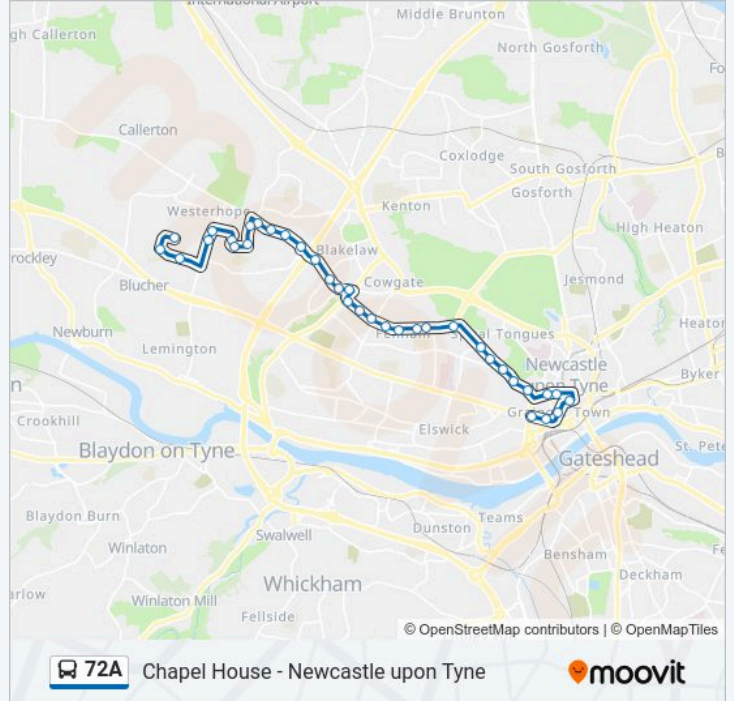 International Airport
Middle Brunton
gh Callerton
North Gosforth
Fo
Callerton
B
Coxlodge
South Gosforth
Gosforth
Westerhope
Kenton
High Heaton
Blakelaw
rockley
Cowgate
Jesmond
Blucher
Newburn
Fenham
Spital Tongues
Heaton
Lemington
Newcastle
upon Tyne
Byker
n
Town
Crookhill
Elswick
St. Pete
Blaydon on Tyne
Gateshead
Blaydon Burn
Teams
Dunston
Swalwell
Winlaton
Bensham
Fe
Deckham
Whickham
arlow
Winlaton Mill
Fellside
© OpenStreetMap contributors | © OpenMapTiles
72A
Chapel House - Newcastle upon Tyne
moovit